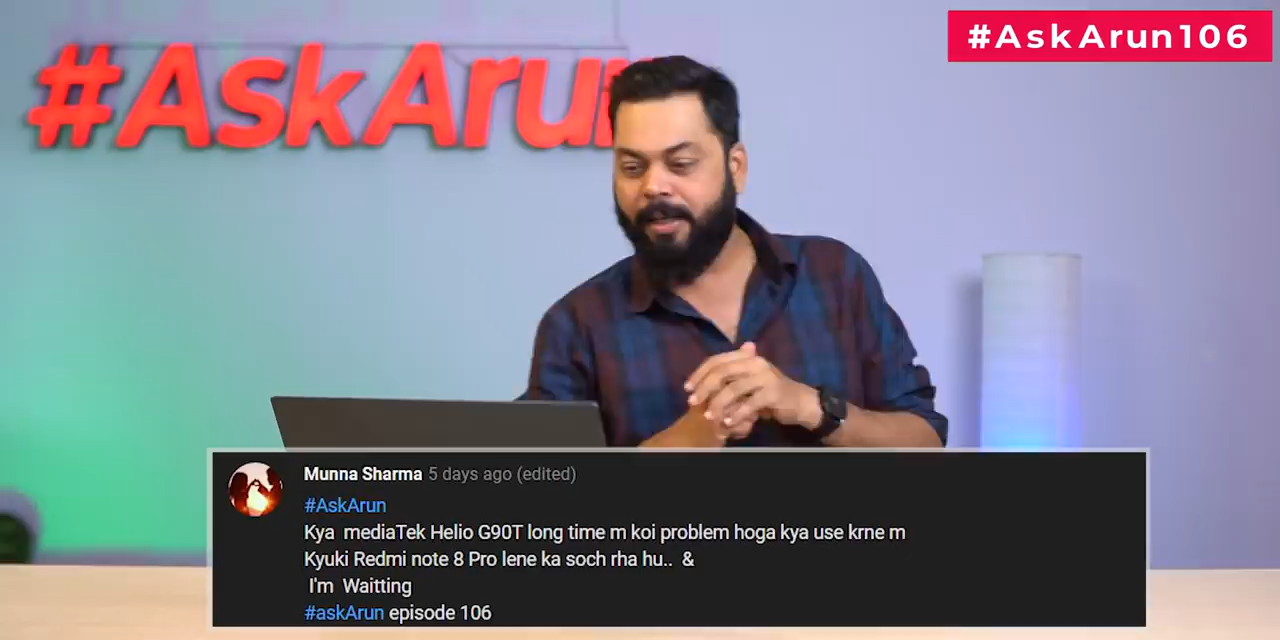 #AskArun106
#AskArun
Munna Sharma 5 days ago (edited)
#AskArun
Kya mediaTek Helio G90T long time m koi problem hoga kya use krne m
Kyuki Redmi note 8 Pro lene ka soch rha hu.. &
I'm Waitting
#askArun episode 106